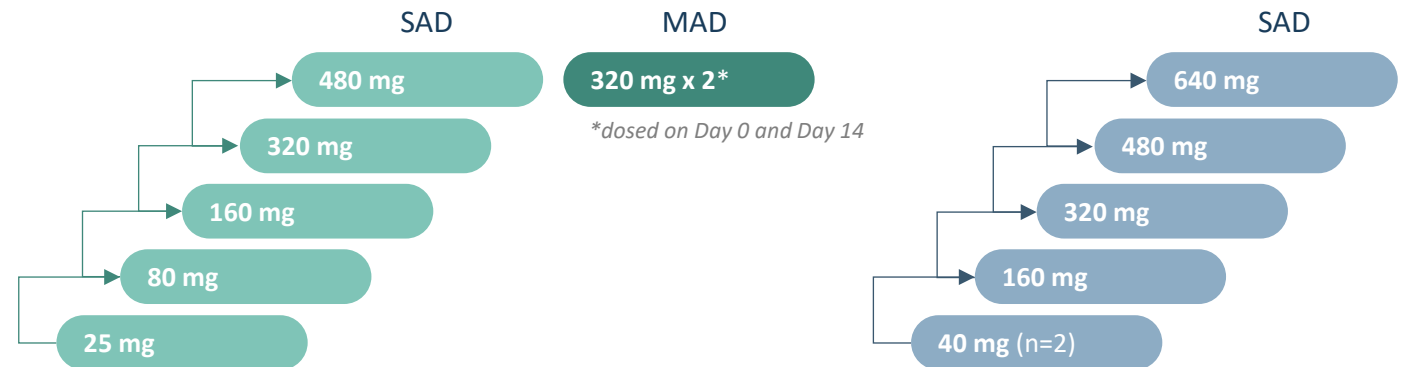 SAD
MAD
SAD
480 mg
320 mg x 2*
640 mg
*dosed on Day 0 and Day 14
320 mg
480 mg
160 mg
320 mg
80 mg
160 mg
25 mg
40 mg (n=2)